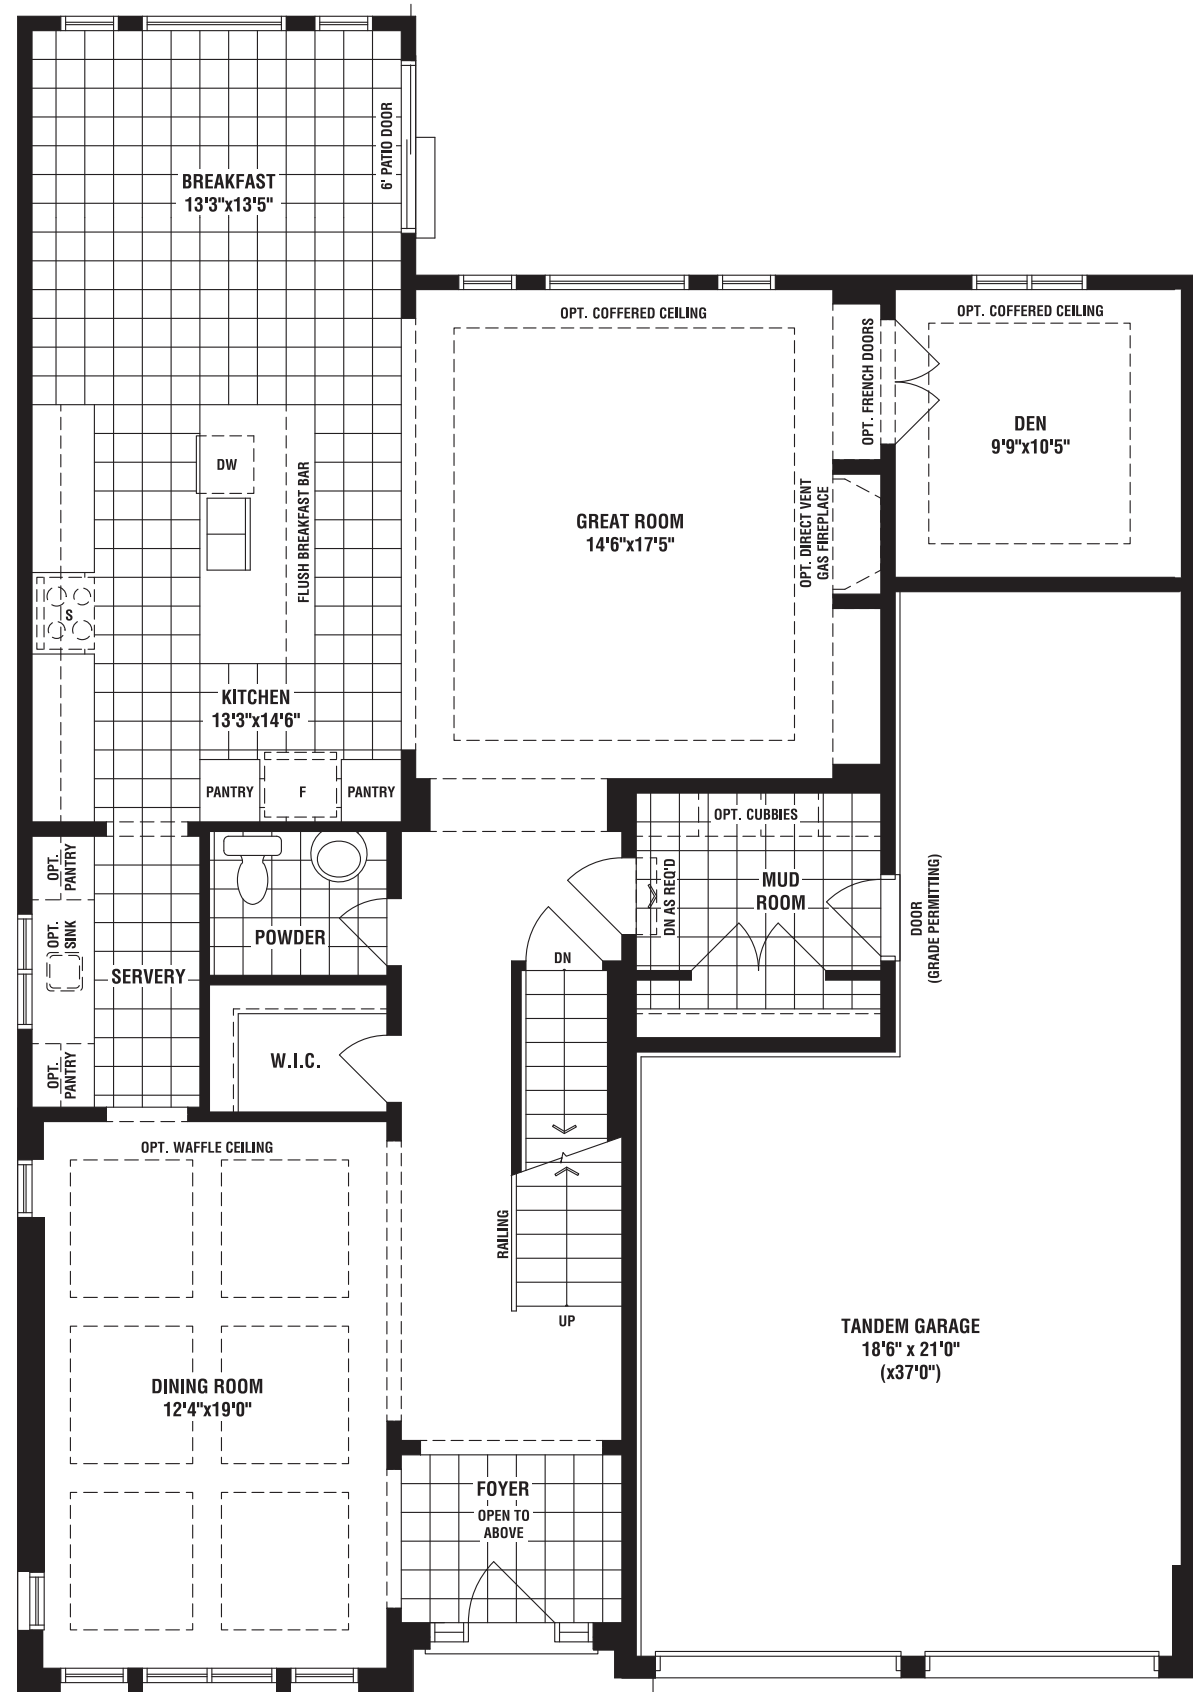 BREAKFAST
13'3"x13'5"
6' PATIO DOOR
OPT. COFFERED CEILING
OPT. COFFERED CEILING
OPT. FRENCH DOORS
DEN
9'9"x10'5"
DW
FLUSH BREAKFAST BAR
GREAT ROOM
14'6"x17'5"
OPT. DIRECT VENT
GAS FIREPLACE
S
KITCHEN
13'3"x14'6"
PANTRY
F
PANTRY
OPT. CUBBIES
OPT.
PANTRY
MUD
ROOM
DN AS REQ'D
DOOR
(GRADE PERMITTING)
OPT.
SINK
POWDER
DN
SERVERY
OPT.
PANTRY
W.I.C.
OPT. WAFFLE CEILING
RAILING
UP
TANDEM GARAGE
18'6" x 21'0"
(x37'0")
DINING ROOM
12'4"x19'0"
FOYER
OPEN TO
ABOVE